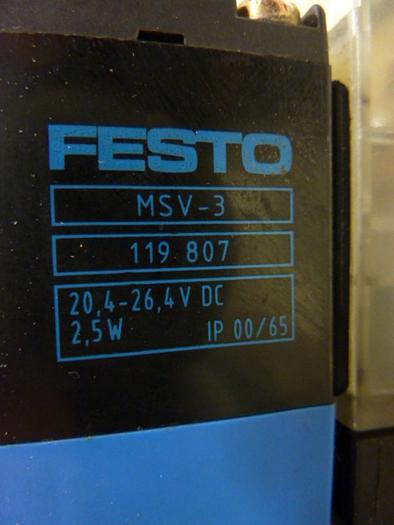 FESTO
MSV-3
119 807
20,4-26,4V DC
2,5W IP 00/65